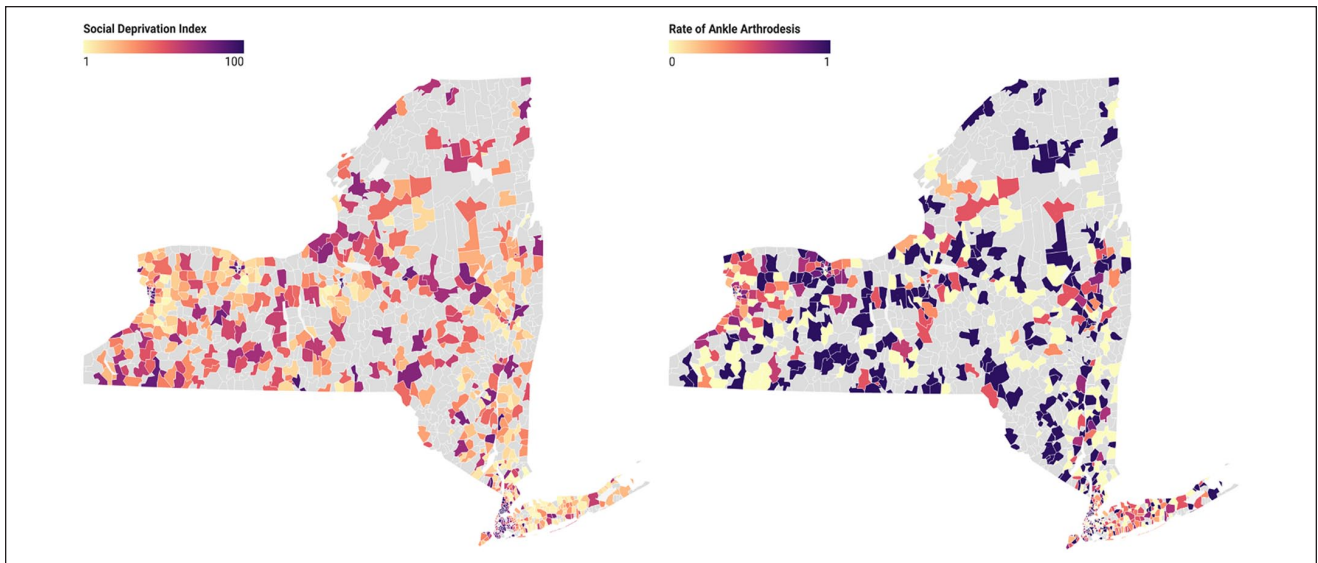 Social Deprivation Index
1 100
Rate of Ankle Arthrodesis
0 1